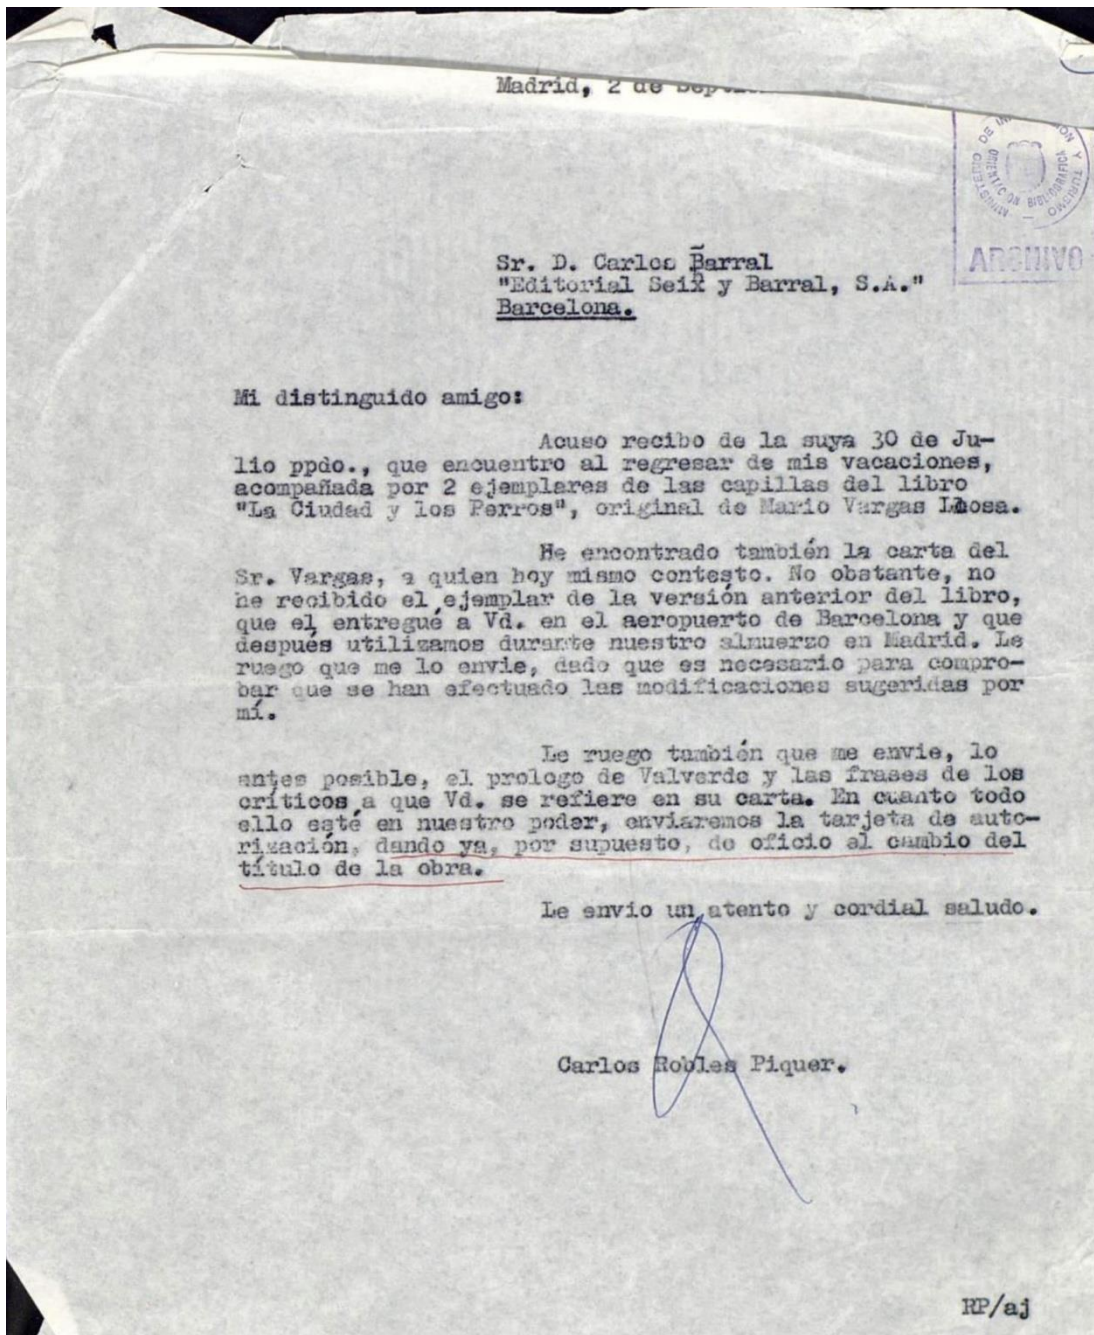 Madrid, 2 de
MINISTERIO DE INFORMACION Y TURISMO
ORIENTACION BIBLIOGRAFICA
ARCHIVO
Sr. D. Carlos Barral
"Editorial Seix y Barral, S.A."
Barcelona.
Mi distinguido amigo:
Acuso recibo de la suya 30 de Ju-
lio ppdo., que encuentro al regresar de mis vacaciones,
acompañada por 2 ejemplares de las capillas del libro
"La Ciudad y los Perros", original de Mario Vargas Lhosa.
He encontrado también la carta del
Sr. Vargas, a quien hoy mismo contesto. No obstante, no
he recibido el ejemplar de la versión anterior del libro,
que el entregué a Vd. en el aeropuerto de Barcelona y que
después utilizamos durante nuestro almuerzo en Madrid. Le
ruego que me lo envie, dado que es necesario para compro-
bar que se han efectuado las modificaciones sugeridas por
mí.
Le ruego también que me envie, lo
antes posible, el prologo de Valverde y las frases de los
críticos a que Vd. se refiere en su carta. En cuanto todo
ello esté en nuestro poder, enviaremos la tarjeta de auto-
rización, dando ya, por supuesto, de oficio el cambio del
título de la obra.
Le envio un atento y cordial saludo.
Carlos Robles Piquer.
RP/aj